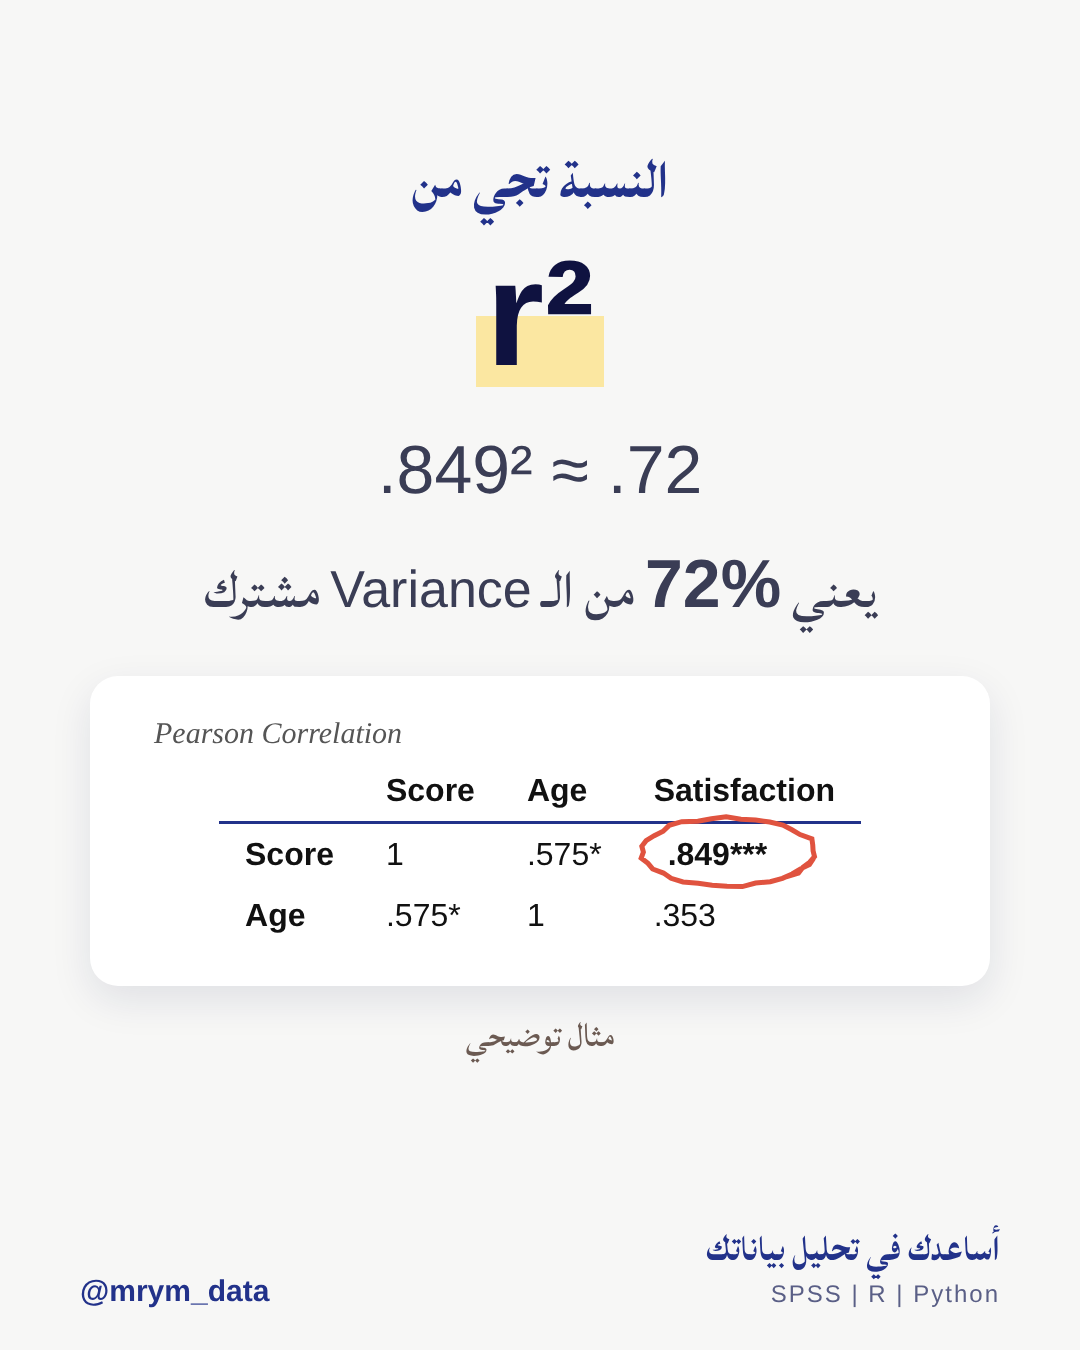 النسبة تجي من
r²
.849² ≈ .72
يعني 72% من الـ Variance مشترك
Pearson Correlation
Score Age Satisfaction
Score 1 .575* .849***
Age .575* 1 .353
مثال توضيحي
أساعدك في تحليل بياناتك
SPSS | R | Python
@mrym_data